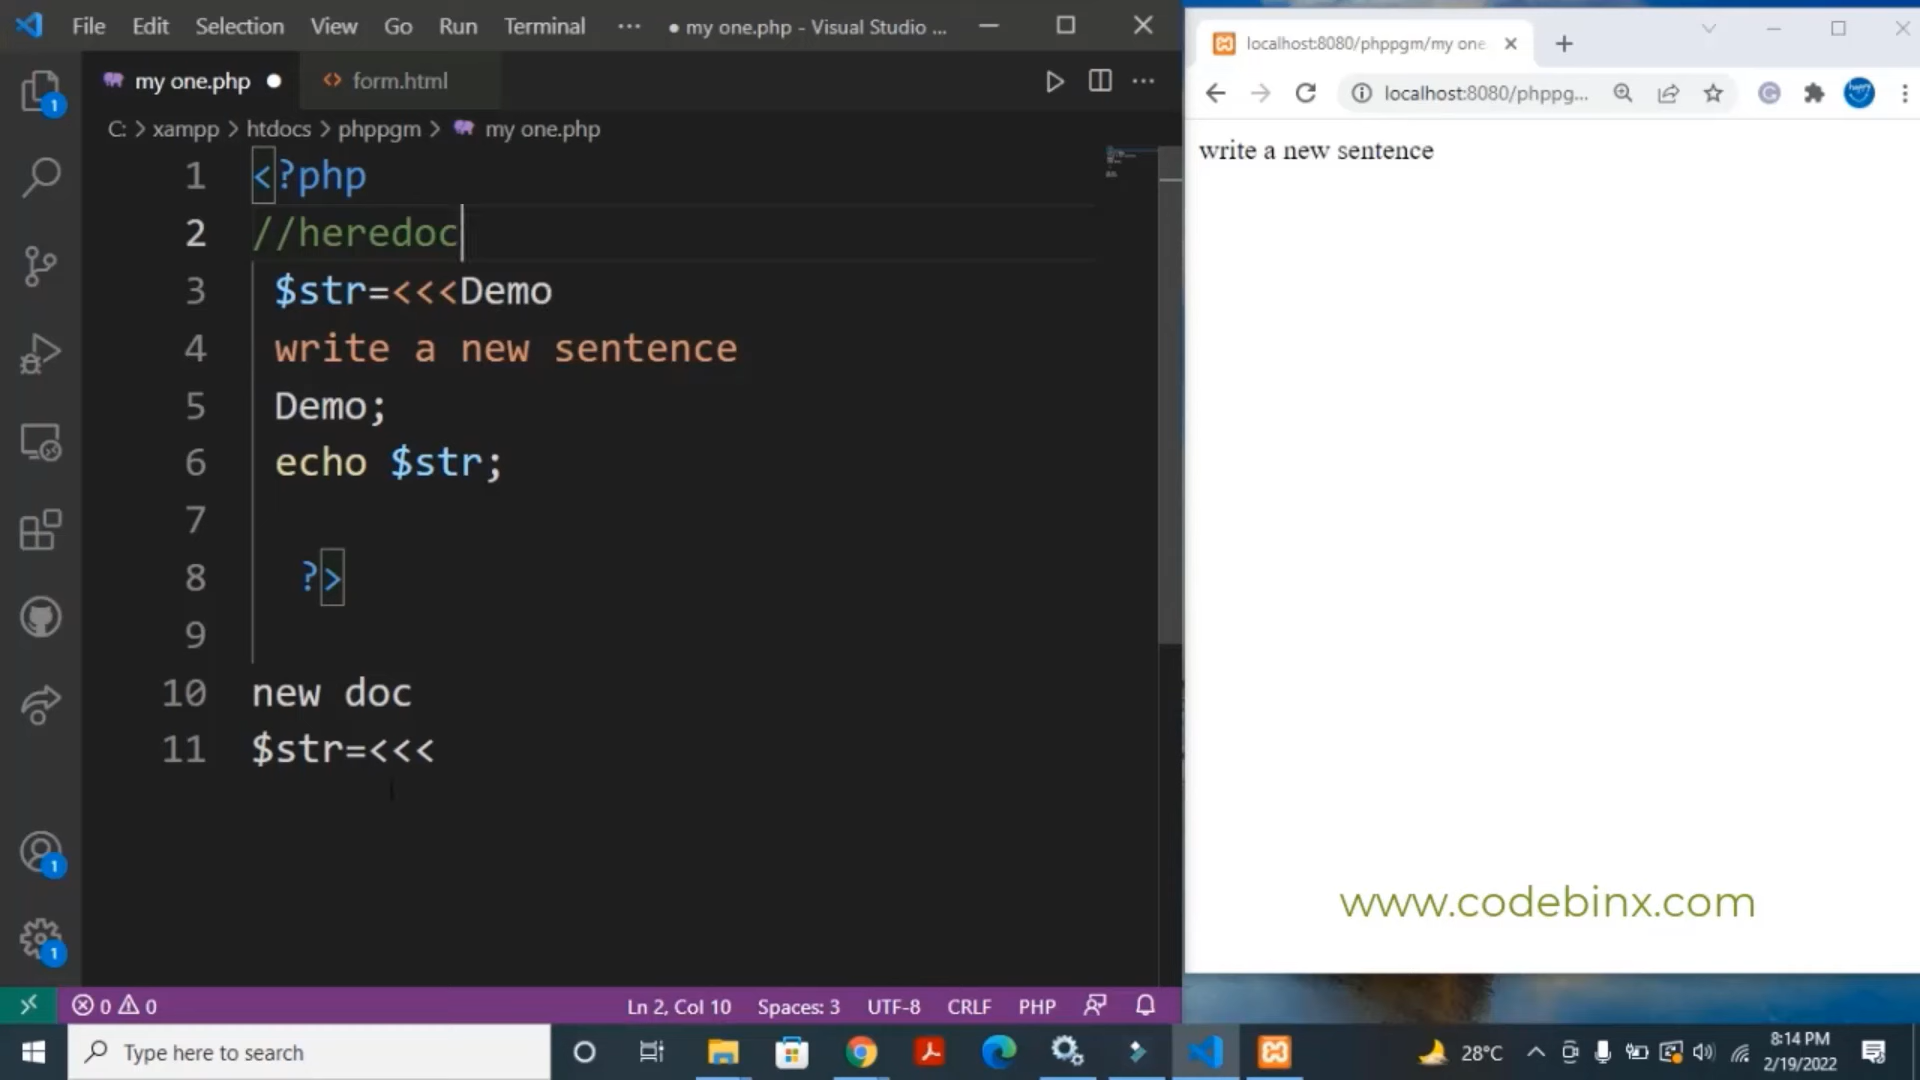 File Edit Selection View Go Run Terminal ··· ● my one.php - Visual Studio ...
my one.php ● form.html
C: > xampp > htdocs > phppgm > my one.php
1 <?php
2 //heredoc
3 $str=<<<Demo
4 write a new sentence
5 Demo;
6 echo $str;
7
8 ?>
9
10 new doc
11 $str=<<<
1
1
1
0 0 Ln 2, Col 10 Spaces: 3 UTF-8 CRLF PHP
localhost:8080/phppgm/my one
localhost:8080/phppg...
write a new sentence
www.codebinx.com
Type here to search
28°C
8:14 PM
2/19/2022